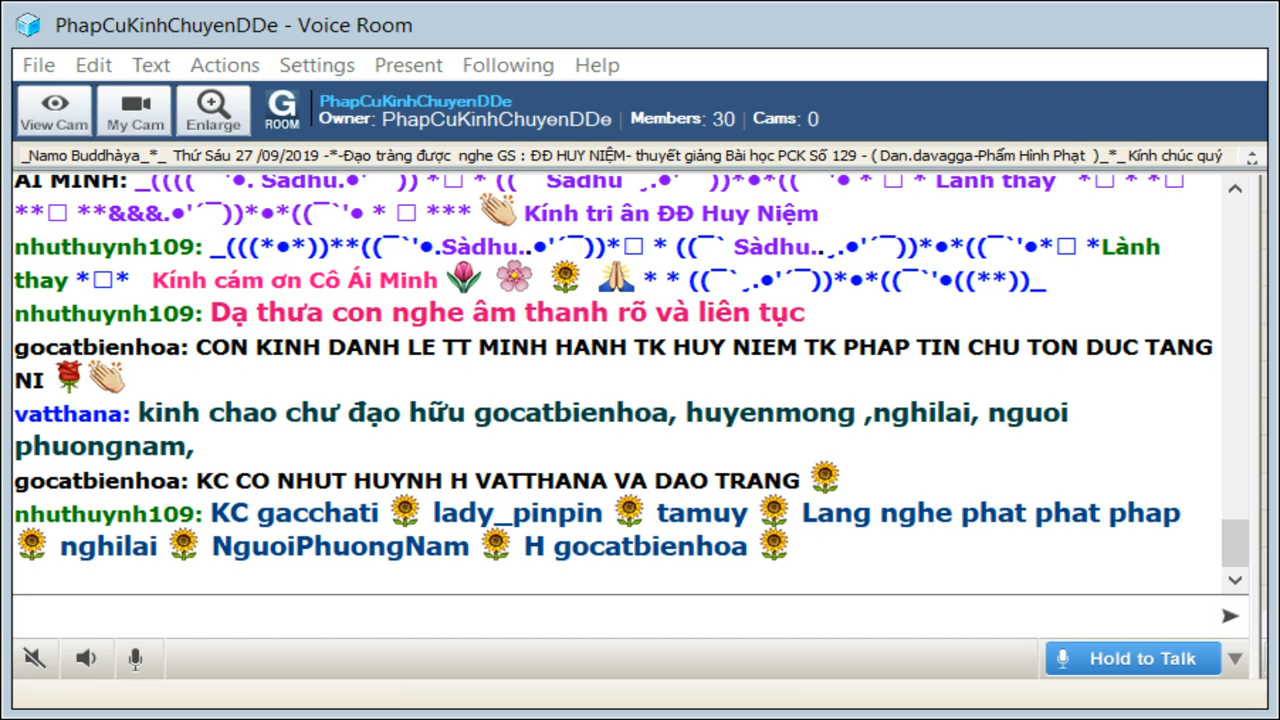 PhapCuKinhChuyenDDe - Voice Room
File Edit Text Actions Settings Present Following Help
View Cam My Cam Enlarge G ROOM PhapCuKinhChuyenDDe
Owner: PhapCuKinhChuyenDDe | Members: 30 | Cams: 0
_Namo Buddhàya_*_ Thứ Sáu 27 /09/2019 -*-Đạo tràng được nghe GS : ĐĐ HUY NIỆM- thuyết giảng Bài học PCK Số 129 - ( Dan.davagga-Phẩm Hình Phạt )_*_ Kính chúc quý
AI MINH: _((((¯`'●. Sadhu.●'´¯)) *□ * ((¯` Sadhu ¸.●'´¯))*●*((¯`'● * □ * Lành thay *□ * *□
**□ **&&&.●'´¯))*●*((¯`'● * □ *** 👏 Kính tri ân ĐĐ Huy Niệm
nhuthuynh109: _(((*●*))**((¯`'●.Sàdhu..●'´¯))*□ * ((¯` Sàdhu..¸.●'´¯))*●*((¯`'●*□ *Lành
thay *□* Kính cám ơn Cô Ái Minh 🌷 🌸 🌻 🙏 * * ((¯`¸.●'´¯))*●*((¯`'●((**))_
nhuthuynh109: Dạ thưa con nghe âm thanh rõ và liên tục
gocatbienhoa: CON KINH DANH LE TT MINH HANH TK HUY NIEM TK PHAP TIN CHU TON DUC TANG
NI 🌹👏
vatthana: kinh chao chư đạo hữu gocatbienhoa, huyenmong ,nghilai, nguoi
phuongnam,
gocatbienhoa: KC CO NHUT HUYNH H VATTHANA VA DAO TRANG 🌻
nhuthuynh109: KC gacchati 🌻 lady_pinpin 🌻 tamuy 🌻 Lang nghe phat phat phap
🌻 nghilai 🌻 NguoiPhuongNam 🌻 H gocatbienhoa 🌻
Hold to Talk